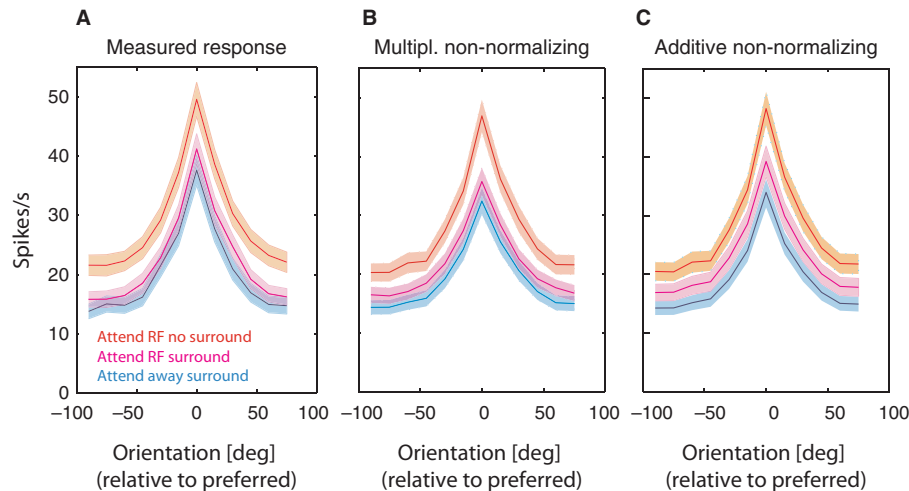 A
Measured response
B
Multipl. non-normalizing
C
Additive non-normalizing
Spikes/s
50
40
30
20
10
0
Attend RF no surround
Attend RF surround
Attend away surround
−100 −50 0 50 100
−100 −50 0 50 100
−100 −50 0 50 100
Orientation [deg]
(relative to preferred)
Orientation [deg]
(relative to preferred)
Orientation [deg]
(relative to preferred)